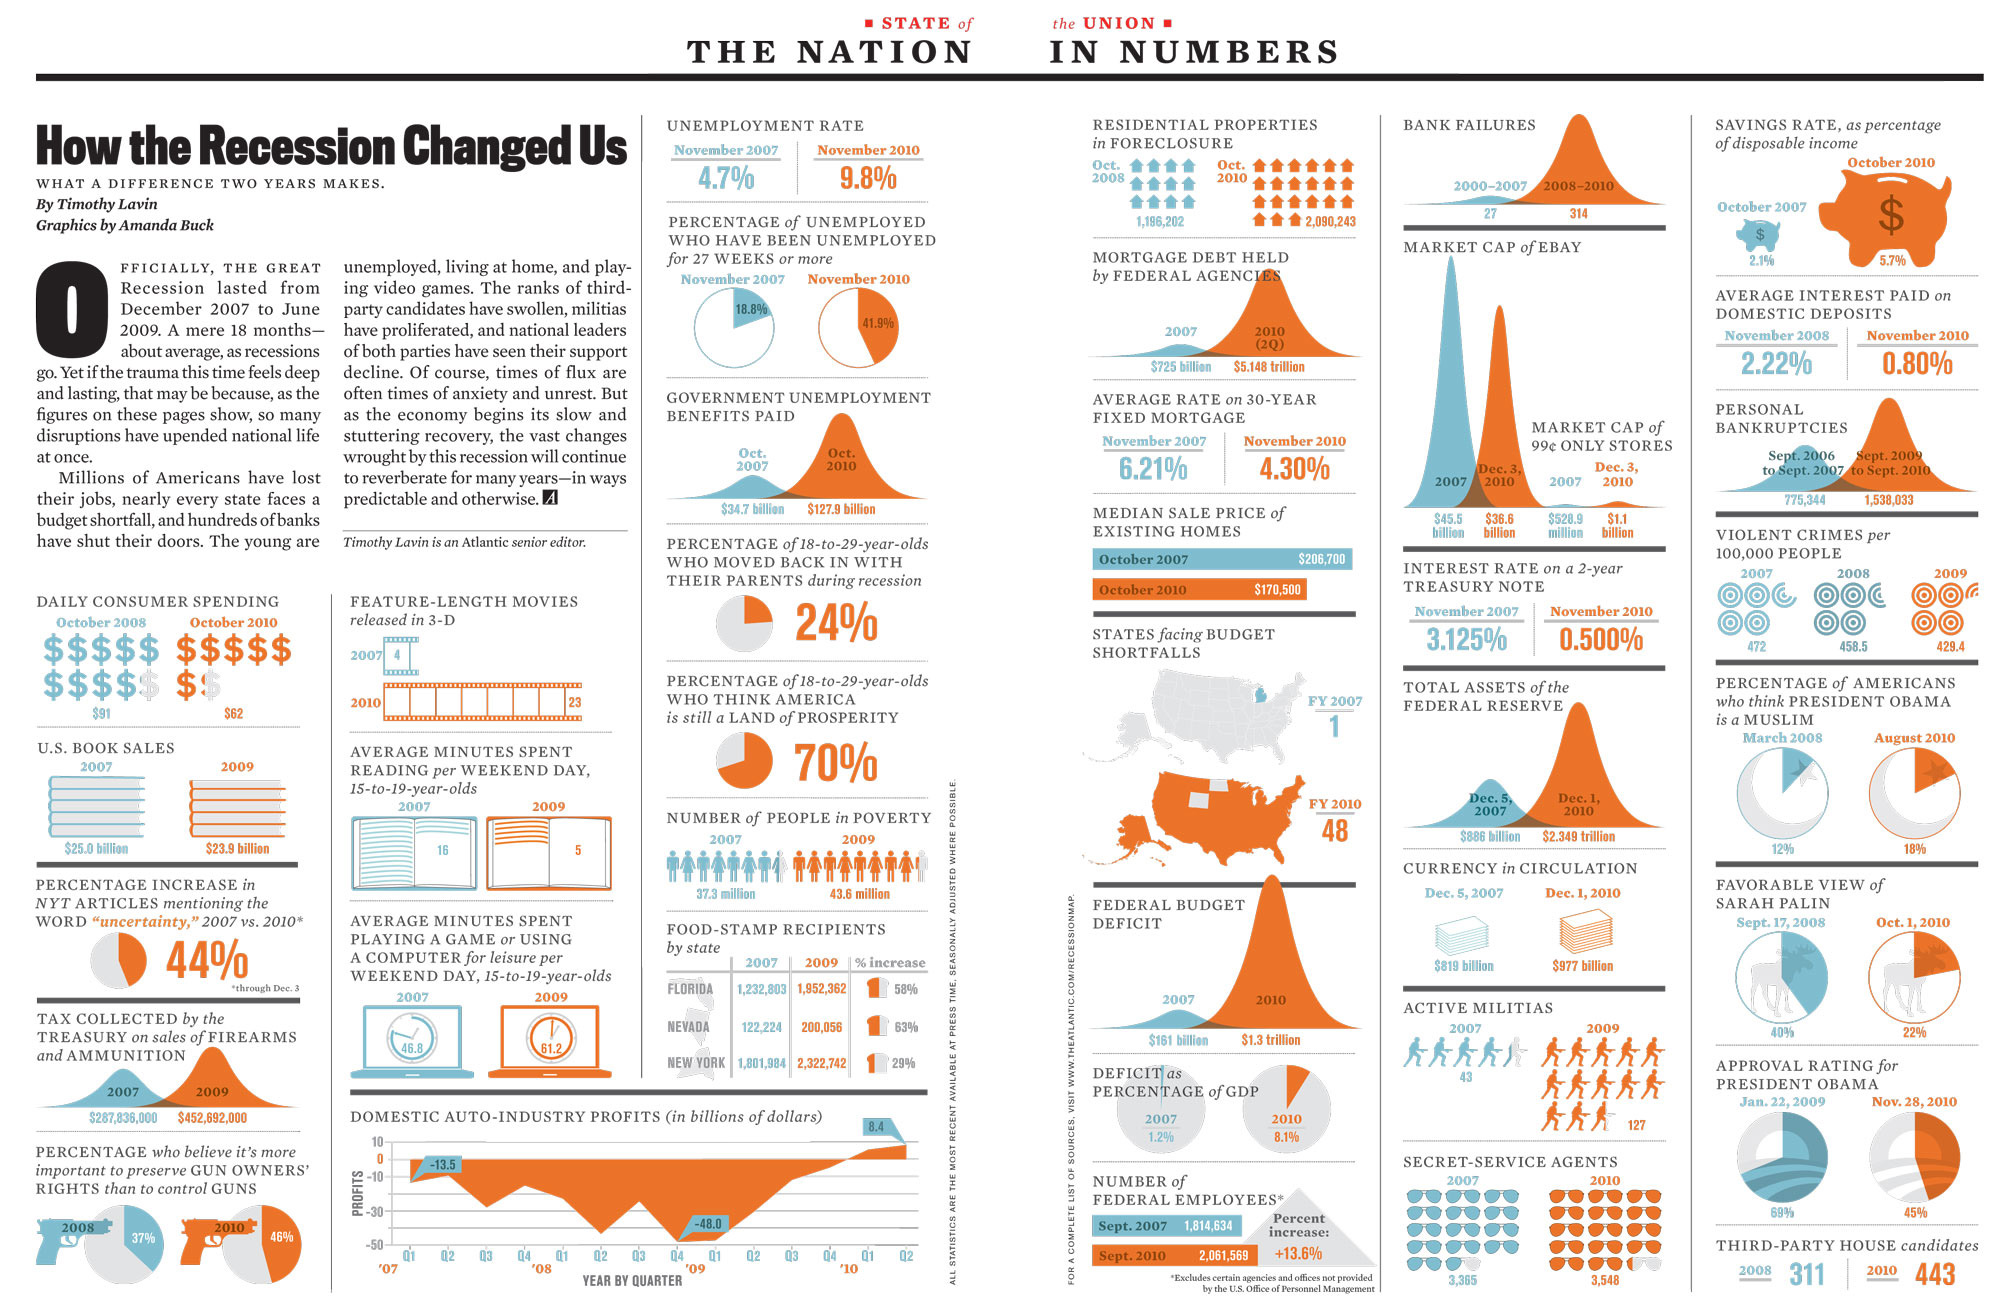 ■ STATE of
THE NATION
the UNION ■
IN NUMBERS
How the Recession Changed Us
WHAT A DIFFERENCE TWO YEARS MAKES.
By Timothy Lavin
Graphics by Amanda Buck
OFFICIALLY, THE GREAT
Recession lasted from
December 2007 to June
2009. A mere 18 months—
about average, as recessions
go. Yet if the trauma this time feels deep
and lasting, that may be because, as the
figures on these pages show, so many
disruptions have upended national life
at once.
Millions of Americans have lost
their jobs, nearly every state faces a
budget shortfall, and hundreds of banks
have shut their doors. The young are
unemployed, living at home, and play-
ing video games. The ranks of third-
party candidates have swollen, militias
have proliferated, and national leaders
of both parties have seen their support
decline. Of course, times of flux are
often times of anxiety and unrest. But
as the economy begins its slow and
stuttering recovery, the vast changes
wrought by this recession will continue
to reverberate for many years—in ways
predictable and otherwise. A
Timothy Lavin is an Atlantic senior editor.
DAILY CONSUMER SPENDING
October 2008 October 2010
$ $ $ $ $ $ $ $ $ $
$ $ $ $ $ $ $
$91 $62
U.S. BOOK SALES
2007 2009
$25.0 billion $23.9 billion
PERCENTAGE INCREASE in
NYT ARTICLES mentioning the
WORD “uncertainty,” 2007 vs. 2010*
44%
*through Dec. 3
TAX COLLECTED by the
TREASURY on sales of FIREARMS
and AMMUNITION
2007 2009
$287,836,000 $452,692,000
PERCENTAGE who believe it’s more
important to preserve GUN OWNERS’
RIGHTS than to control GUNS
2008 37% 2010 46%
FEATURE-LENGTH MOVIES
released in 3-D
2007 4
2010 23
AVERAGE MINUTES SPENT
READING per WEEKEND DAY,
15-to-19-year-olds
2007 2009
16 5
AVERAGE MINUTES SPENT
PLAYING A GAME or USING
A COMPUTER for leisure per
WEEKEND DAY, 15-to-19-year-olds
2007 2009
46.8 61.2
DOMESTIC AUTO-INDUSTRY PROFITS (in billions of dollars)
PROFITS
10
0
-10
-30
-50
-13.5
-48.0
8.4
Q1 Q2 Q3 Q4 Q1 Q2 Q3 Q4 Q1 Q2 Q3 Q4 Q1 Q2
’07 ’08 ’09 ’10
YEAR BY QUARTER
UNEMPLOYMENT RATE
November 2007 November 2010
4.7% 9.8%
PERCENTAGE of UNEMPLOYED
WHO HAVE BEEN UNEMPLOYED
for 27 WEEKS or more
November 2007 November 2010
18.8% 41.9%
GOVERNMENT UNEMPLOYMENT
BENEFITS PAID
Oct. 2007 Oct. 2010
$34.7 billion $127.9 billion
PERCENTAGE of 18-to-29-year-olds
WHO MOVED BACK IN WITH
THEIR PARENTS during recession
24%
PERCENTAGE of 18-to-29-year-olds
WHO THINK AMERICA
is still a LAND of PROSPERITY
70%
NUMBER of PEOPLE in POVERTY
2007 2009
37.3 million 43.6 million
FOOD-STAMP RECIPIENTS
by state
2007 2009 % increase
FLORIDA 1,232,803 1,952,362 58%
NEVADA 122,224 200,056 63%
NEW YORK 1,801,984 2,322,742 29%
ALL STATISTICS ARE THE MOST RECENT AVAILABLE AT PRESS TIME, SEASONALLY ADJUSTED WHERE POSSIBLE.
FOR A COMPLETE LIST OF SOURCES, VISIT WWW.THEATLANTIC.COM/RECESSIONMAP.
RESIDENTIAL PROPERTIES
in FORECLOSURE
Oct. 2008 Oct. 2010
1,196,202 2,090,243
MORTGAGE DEBT HELD
by FEDERAL AGENCIES
2007 2010
(2Q)
$725 billion $5.148 trillion
AVERAGE RATE on 30-YEAR
FIXED MORTGAGE
November 2007 November 2010
6.21% 4.30%
MEDIAN SALE PRICE of
EXISTING HOMES
October 2007 $206,700
October 2010 $170,500
STATES facing BUDGET
SHORTFALLS
FY 2007
1
FY 2010
48
FEDERAL BUDGET
DEFICIT
2007 2010
$161 billion $1.3 trillion
DEFICIT as
PERCENTAGE of GDP
2007 2010
1.2% 8.1%
NUMBER of
FEDERAL EMPLOYEES*
Sept. 2007 1,814,634
Sept. 2010 2,061,569
Percent
increase:
+13.6%
*Excludes certain agencies and offices not provided
by the U.S. Office of Personnel Management
BANK FAILURES
2000–2007 2008–2010
27 314
MARKET CAP of EBAY
2007 Dec. 3, 2010
$45.5 billion $36.6 billion
MARKET CAP of
99¢ ONLY STORES
2007 Dec. 3, 2010
$528.9 million $1.1 billion
INTEREST RATE on a 2-year
TREASURY NOTE
November 2007 November 2010
3.125% 0.500%
TOTAL ASSETS of the
FEDERAL RESERVE
Dec. 5, 2007 Dec. 1, 2010
$886 billion $2.349 trillion
CURRENCY in CIRCULATION
Dec. 5, 2007 Dec. 1, 2010
$819 billion $977 billion
ACTIVE MILITIAS
2007 2009
43 127
SECRET-SERVICE AGENTS
2007 2010
3,365 3,548
SAVINGS RATE, as percentage
of disposable income
October 2007 October 2010
$ $
2.1% 5.7%
AVERAGE INTEREST PAID on
DOMESTIC DEPOSITS
November 2008 November 2010
2.22% 0.80%
PERSONAL
BANKRUPTCIES
Sept. 2006 Sept. 2009
to Sept. 2007 to Sept. 2010
775,344 1,538,033
VIOLENT CRIMES per
100,000 PEOPLE
2007 2008 2009
472 458.5 429.4
PERCENTAGE of AMERICANS
who think PRESIDENT OBAMA
is a MUSLIM
March 2008 August 2010
12% 18%
FAVORABLE VIEW of
SARAH PALIN
Sept. 17, 2008 Oct. 1, 2010
40% 22%
APPROVAL RATING for
PRESIDENT OBAMA
Jan. 22, 2009 Nov. 28, 2010
69% 45%
THIRD-PARTY HOUSE candidates
2008 311 2010 443